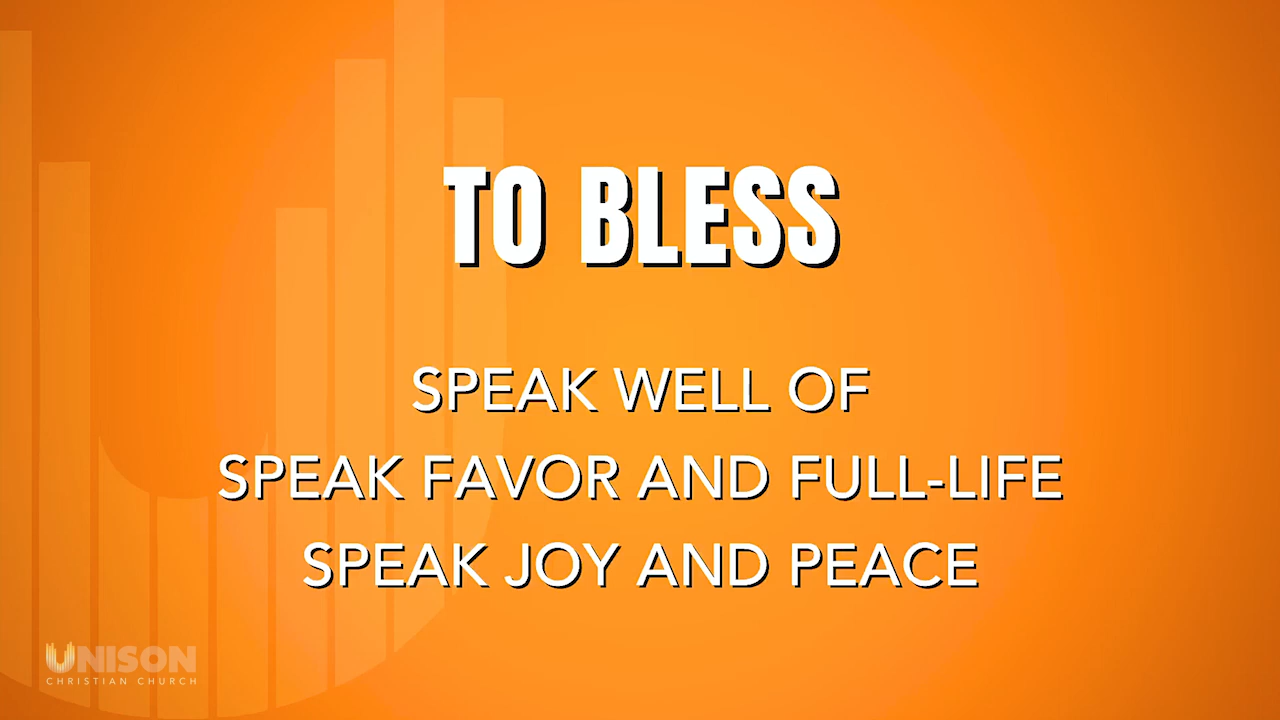 TO BLESS
SPEAK WELL OF
SPEAK FAVOR AND FULL-LIFE
SPEAK JOY AND PEACE
UNISON
CHRISTIAN CHURCH